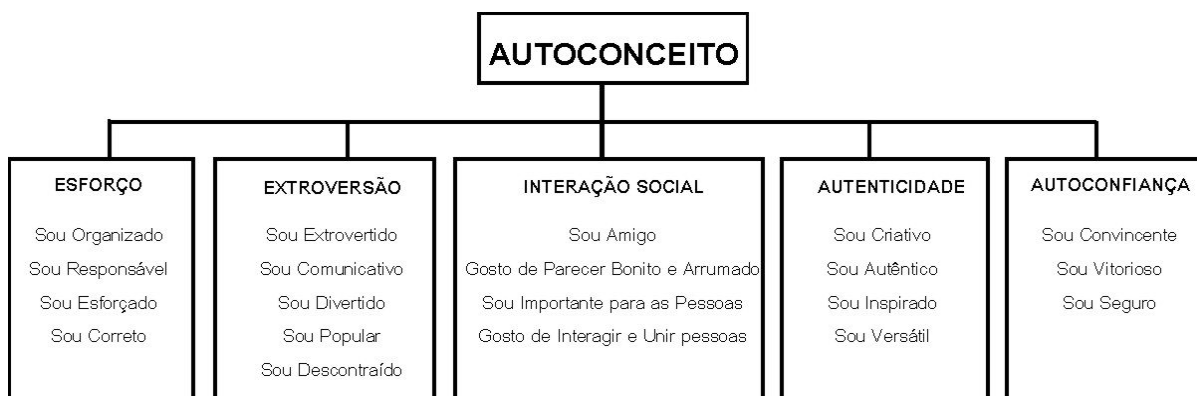 AUTOCONCEITO
ESFORÇO
Sou Organizado
Sou Responsável
Sou Esforçado
Sou Correto
EXTROVERSÃO
Sou Extrovertido
Sou Comunicativo
Sou Divertido
Sou Popular
Sou Descontraído
INTERAÇÃO SOCIAL
Sou Amigo
Gosto de Parecer Bonito e Arrumado
Sou Importante para as Pessoas
Gosto de Interagir e Unir pessoas
AUTENTICIDADE
Sou Criativo
Sou Autêntico
Sou Inspirado
Sou Versátil
AUTOCONFIANÇA
Sou Convincente
Sou Vitorioso
Sou Seguro